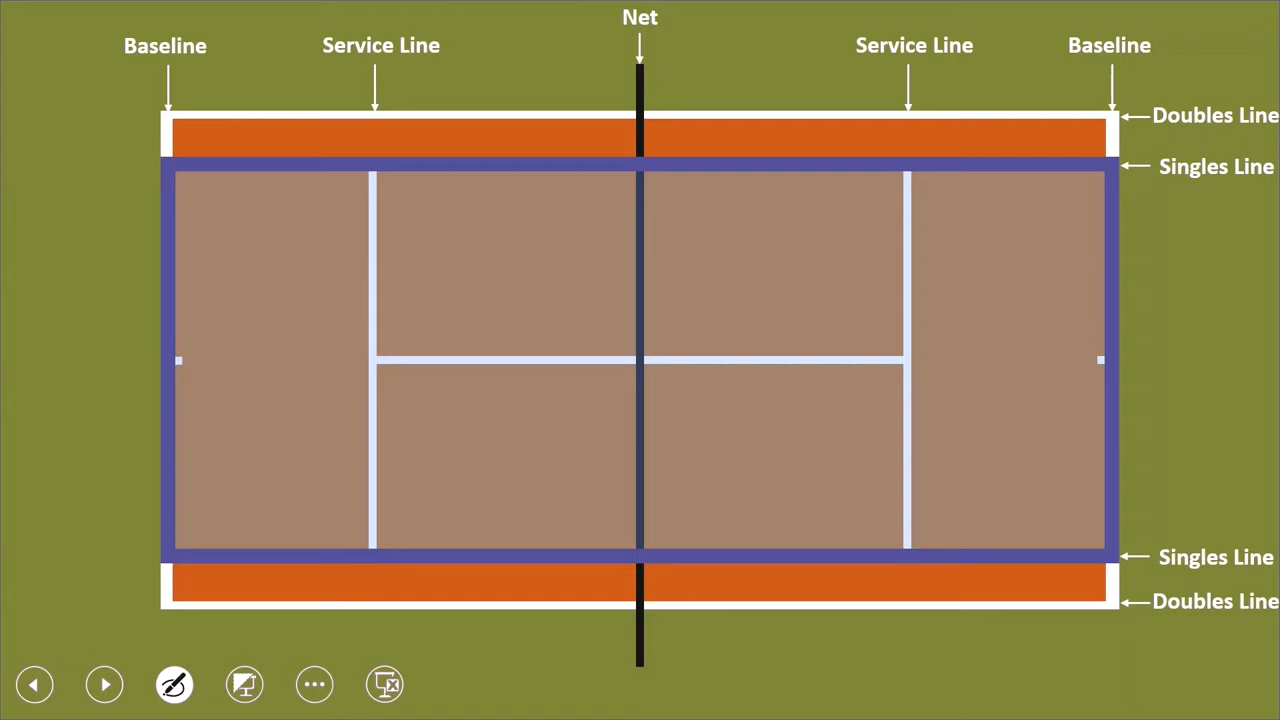 Net
Baseline
Service Line
Service Line
Baseline
Doubles Line
Singles Line
Singles Line
Doubles Line